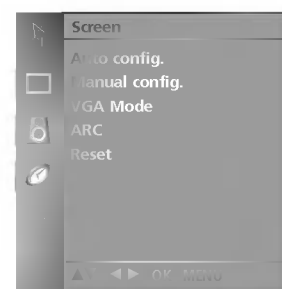 Screen
Auto config.
Manual config.
VGA Mode
ARC
Reset
▲▼ ◀ ▶ OK MENU